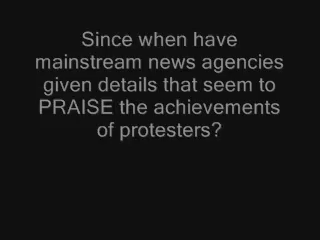 Since when have
mainstream news agencies
given details that seem to
PRAISE the achievements
of protesters?